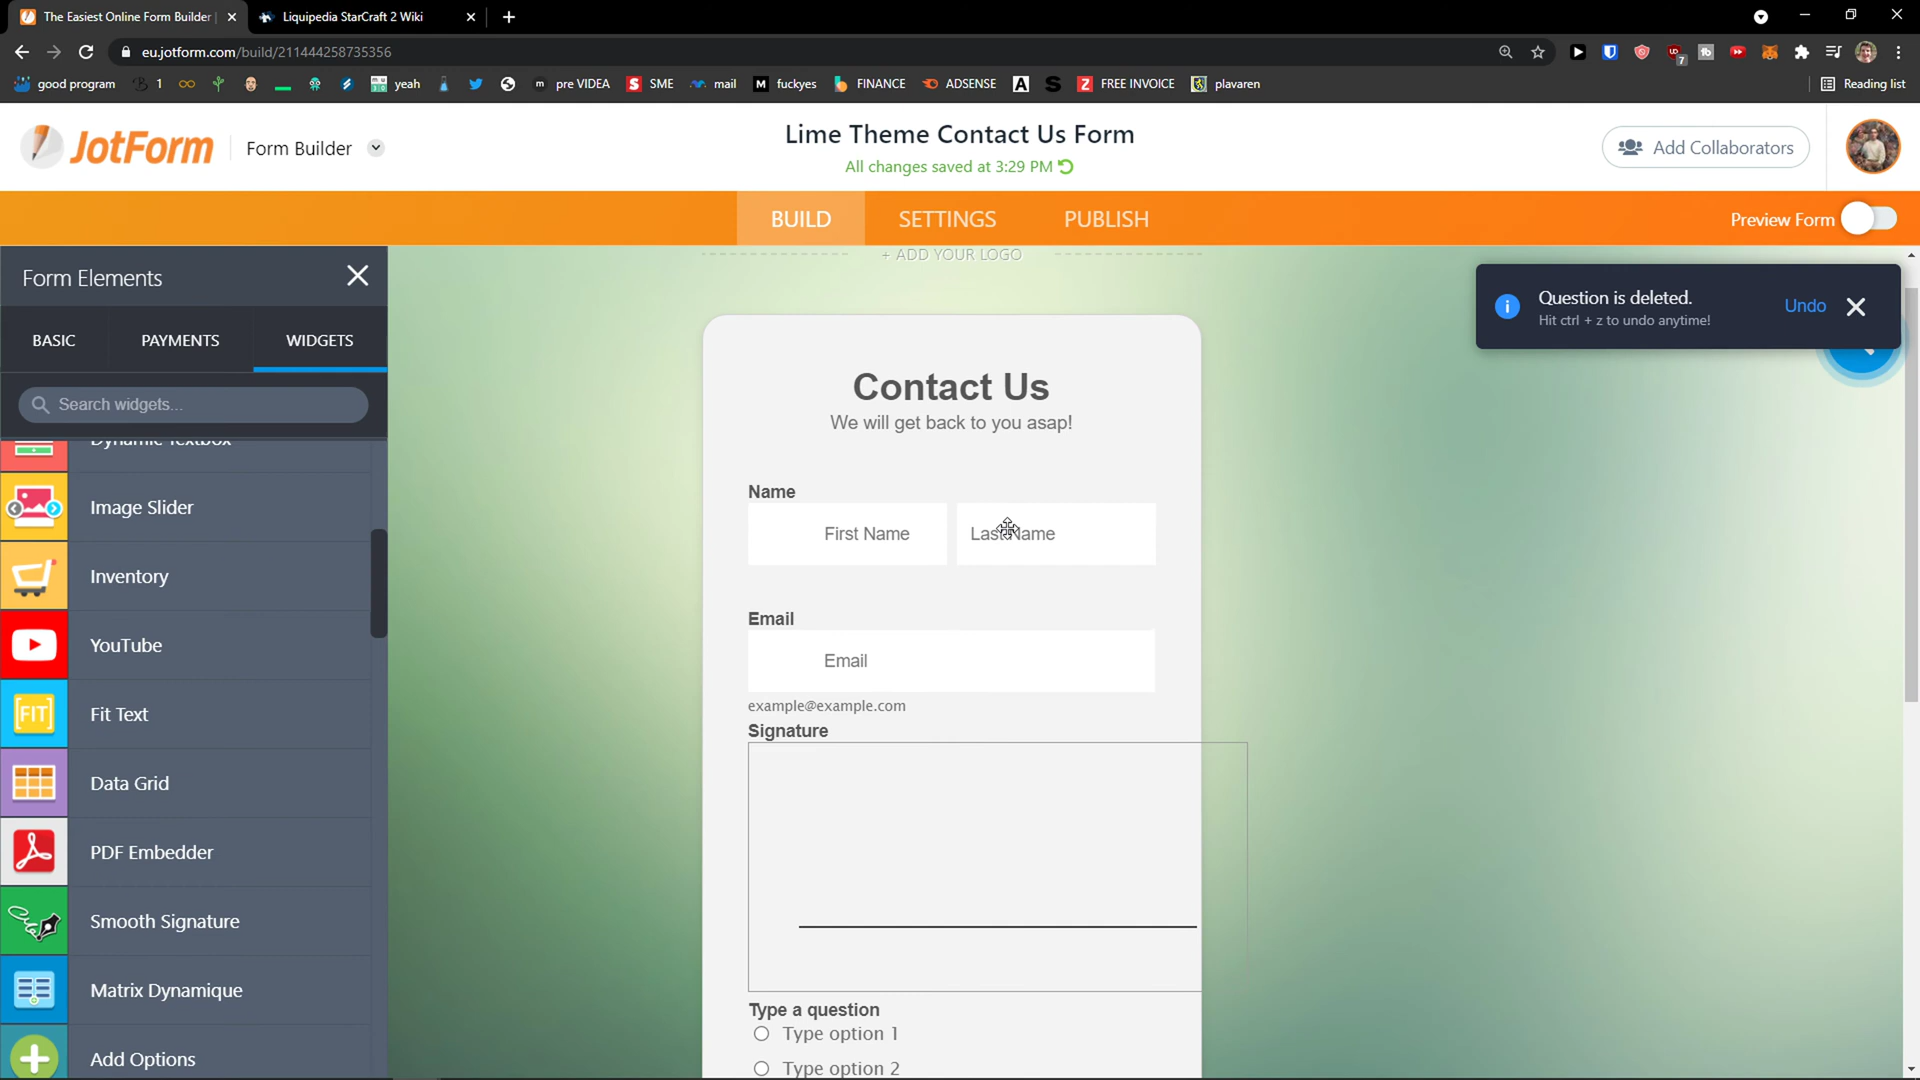 The Easiest Online Form Builder
Liquipedia StarCraft 2 Wiki
eu.jotform.com/build/211444258735356
7
good program
1
yeah
pre VIDEA
SME
mail
fuckyes
FINANCE
ADSENSE
FREE INVOICE
plavaren
Reading list
JotForm
Form Builder
Lime Theme Contact Us Form
All changes saved at 3:29 PM
Add Collaborators
BUILD
SETTINGS
PUBLISH
Preview Form
Form Elements
BASIC
PAYMENTS
WIDGETS
Search widgets...
Dynamic Textbox
Image Slider
Inventory
YouTube
FIT
Fit Text
Data Grid
PDF Embedder
Smooth Signature
Matrix Dynamique
Add Options
+ ADD YOUR LOGO
Question is deleted.
Hit ctrl + z to undo anytime!
Undo
Contact Us
We will get back to you asap!
Name
First Name
Last Name
Email
Email
example@example.com
Signature
Type a question
Type option 1
Type option 2